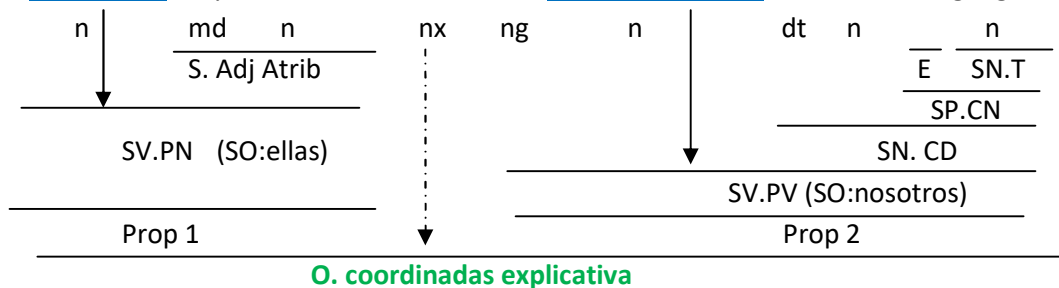 n md n nx ng n dt n n
S. Adj Atrib E SN.T
SP.CN
SV.PN (SO:ellas) SN. CD
SV.PV (SO:nosotros)
Prop 1 Prop 2
O. coordinadas explicativa